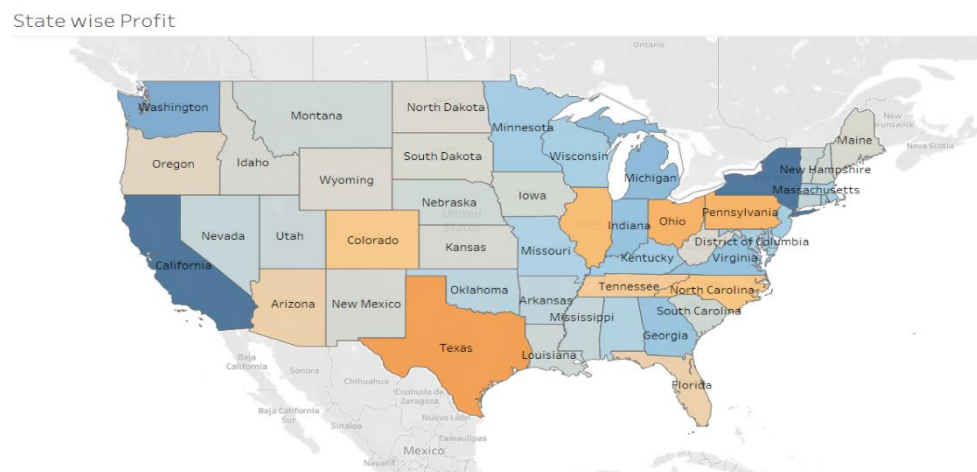 State wise Profit
Ontario
Washington
Montana
North Dakota
Minnesota
Maine
New
Brunswick
Nova Scotia
Oregon
Idaho
South Dakota
Wisconsin
Michigan
New Hampshire
Massachusetts
Wyoming
Iowa
Nebraska
United
States
Nevada
Utah
Colorado
Kansas
Missouri
Indiana
Ohio
Pennsylvania
District of Columbia
Kentucky
Virginia
California
Arizona
New Mexico
Oklahoma
Arkansas
Tennessee
North Carolina
Mississippi
South Carolina
Georgia
Texas
Louisiana
Florida
Baja
California
Sonora
Chihuahua
Coahuila de
Zaragoza
Baja California
Sur
Sinaloa
Nuevo León
Tamaulipas
Mexico
Nayarit